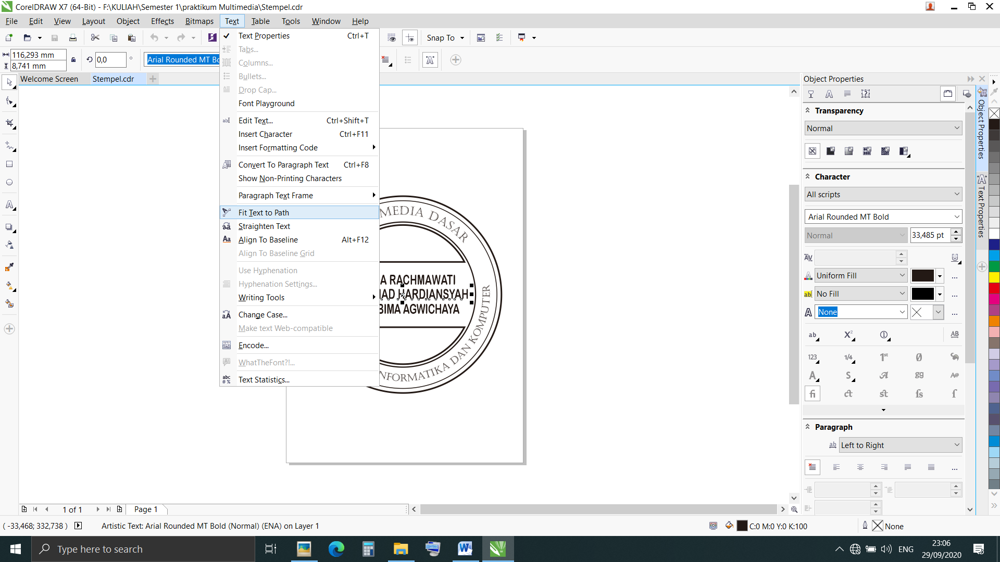 CorelDRAW X7 (64-Bit) - F:\KULIAH\Semester 1\praktikum Multimedia\Stempel.cdr
File Edit View Layout Object Effects Bitmaps Text Table Tools Window Help
Snap To
116,293 mm
8,741 mm
0,0 °
Arial Rounded MT
Welcome Screen Stempel.cdr
Text Properties Ctrl+T
Tabs...
Columns...
Bullets...
Drop Cap...
Font Playground
Edit Text... Ctrl+Shift+T
Insert Character Ctrl+F11
Insert Formatting Code
Convert To Paragraph Text Ctrl+F8
Show Non-Printing Characters
Paragraph Text Frame
Fit Text to Path
Straighten Text
Align To Baseline Alt+F12
Align To Baseline Grid
Use Hyphenation
Hyphenation Settings...
Writing Tools
Change Case...
Make text Web-compatible
Encode...
WhatTheFont?!...
Text Statistics...
MEDIA DASAR
A RACHMAWATI
AD HARDIANSYAH
BIMA AGWICHAYA
NFORMATIKA DAN KOMPUTER
Object Properties
Transparency
Normal
Character
All scripts
Arial Rounded MT Bold
Normal 33,485 pt
Uniform Fill
No Fill
None
Paragraph
Left to Right
Object Properties
Text Properties
1 of 1 Page 1
( -33,468; 332,738 ) Artistic Text: Arial Rounded MT Bold (Normal) (ENA) on Layer 1 C:0 M:0 Y:0 K:100 None
Type here to search
ENG
23:06
29/09/2020